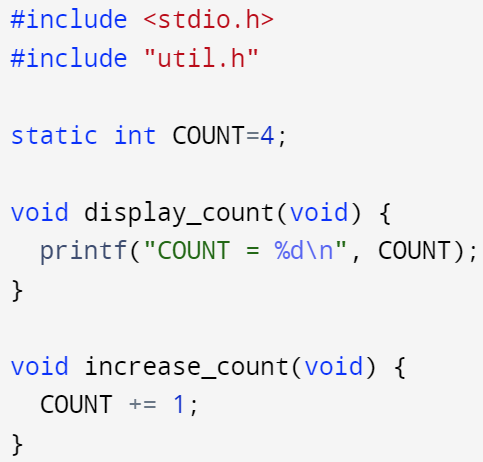 #include <stdio.h>
#include "util.h"

static int COUNT=4;

void display_count(void) {
  printf("COUNT = %d\n", COUNT);
}

void increase_count(void) {
  COUNT += 1;
}